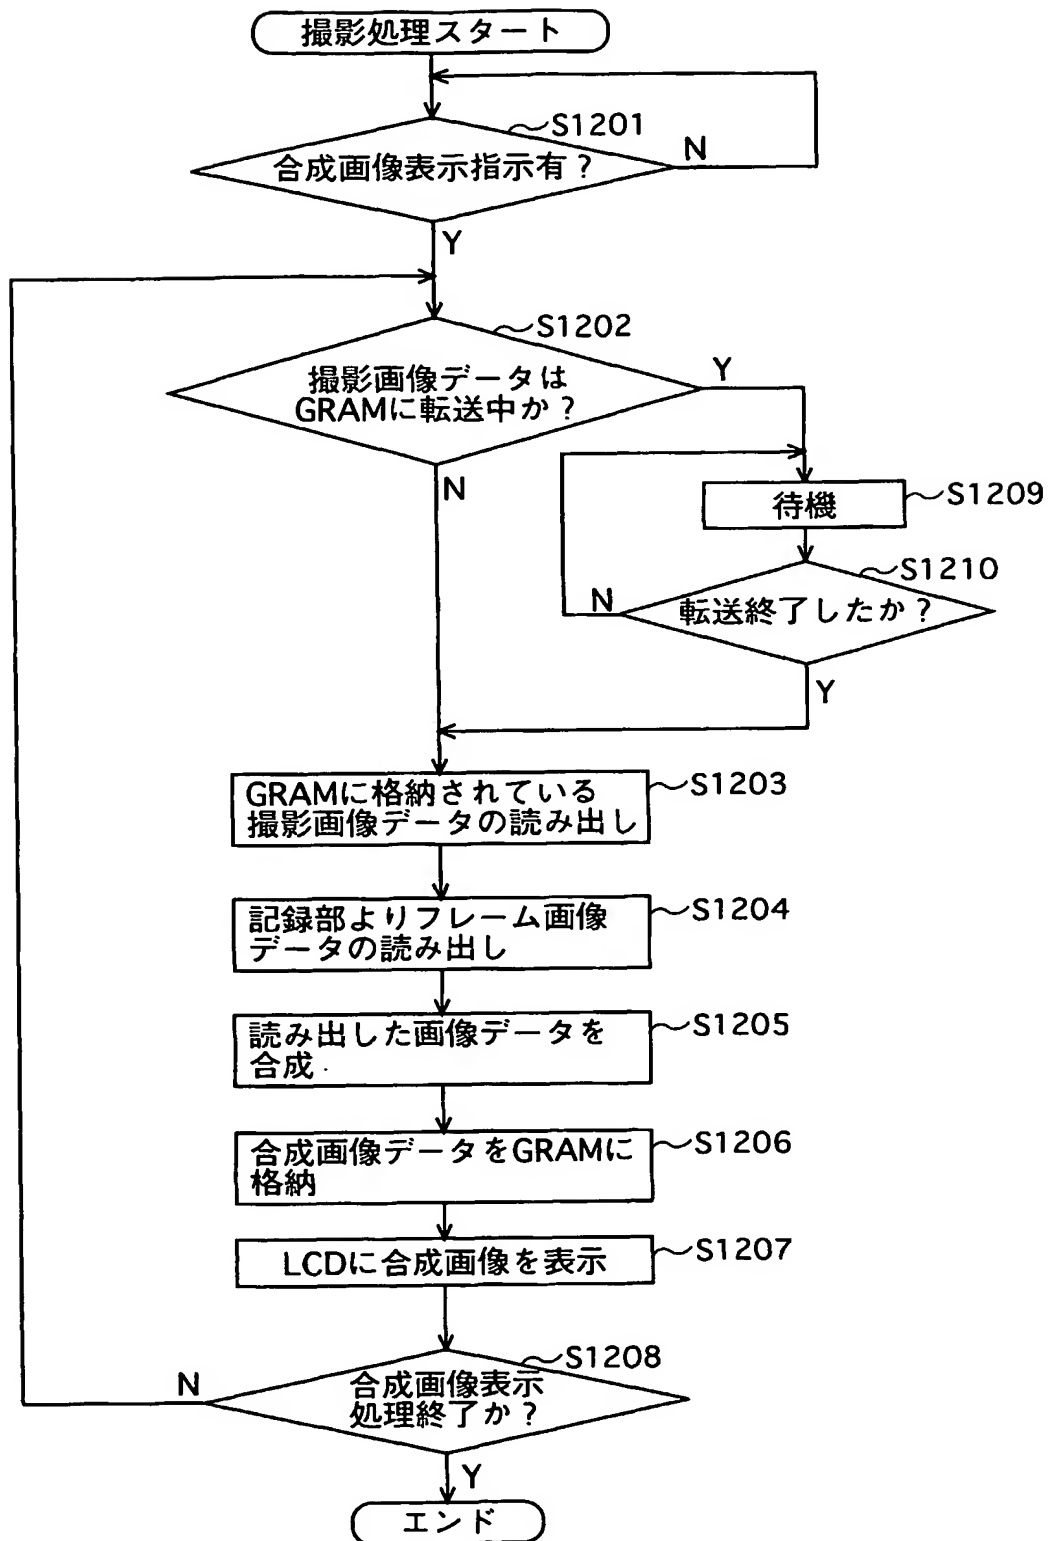 撮影処理スタート
S1201
合成画像表示指示有?
N
Y
S1202
撮影画像データは
GRAMに転送中か?
Y
N
待機
S1209
S1210
転送終了したか?
N
Y
S1203
GRAMに格納されている
撮影画像データの読み出し
S1204
記録部よりフレーム画像
データの読み出し
S1205
読み出した画像データを
合成
S1206
合成画像データをGRAMに
格納
S1207
LCDに合成画像を表示
S1208
合成画像表示
処理終了か?
N
Y
エンド